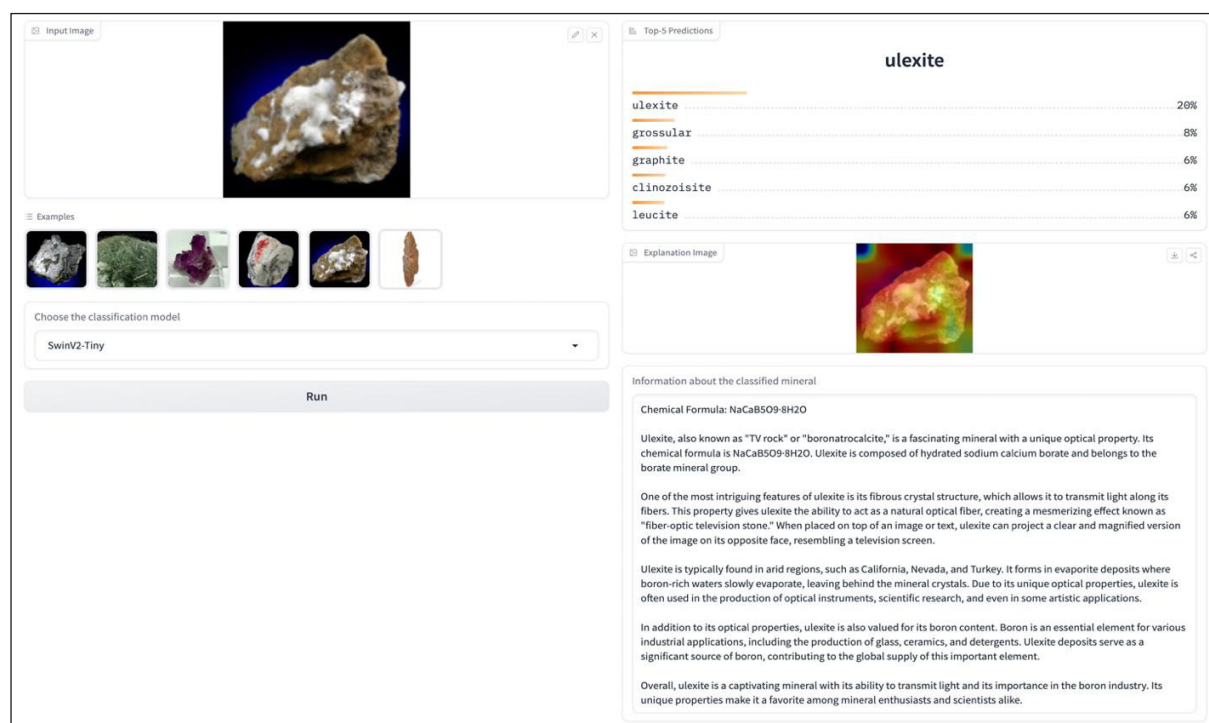 Input Image
Examples
Choose the classification model
SwinV2-Tiny
Run
Top-5 Predictions
ulexite
ulexite 20%
grossular 8%
graphite 6%
clinozoisite 6%
leucite 6%
Explanation Image
Information about the classified mineral
Chemical Formula: NaCaB5O9·8H2O
Ulexite, also known as "TV rock" or "boronatrocalcite," is a fascinating mineral with a unique optical property. Its
chemical formula is NaCaB5O9·8H2O. Ulexite is composed of hydrated sodium calcium borate and belongs to the
borate mineral group.
One of the most intriguing features of ulexite is its fibrous crystal structure, which allows it to transmit light along its
fibers. This property gives ulexite the ability to act as a natural optical fiber, creating a mesmerizing effect known as
"fiber-optic television stone." When placed on top of an image or text, ulexite can project a clear and magnified version
of the image on its opposite face, resembling a television screen.
Ulexite is typically found in arid regions, such as California, Nevada, and Turkey. It forms in evaporite deposits where
boron-rich waters slowly evaporate, leaving behind the mineral crystals. Due to its unique optical properties, ulexite is
often used in the production of optical instruments, scientific research, and even in some artistic applications.
In addition to its optical properties, ulexite is also valued for its boron content. Boron is an essential element for various
industrial applications, including the production of glass, ceramics, and detergents. Ulexite deposits serve as a
significant source of boron, contributing to the global supply of this important element.
Overall, ulexite is a captivating mineral with its ability to transmit light and its importance in the boron industry. Its
unique properties make it a favorite among mineral enthusiasts and scientists alike.